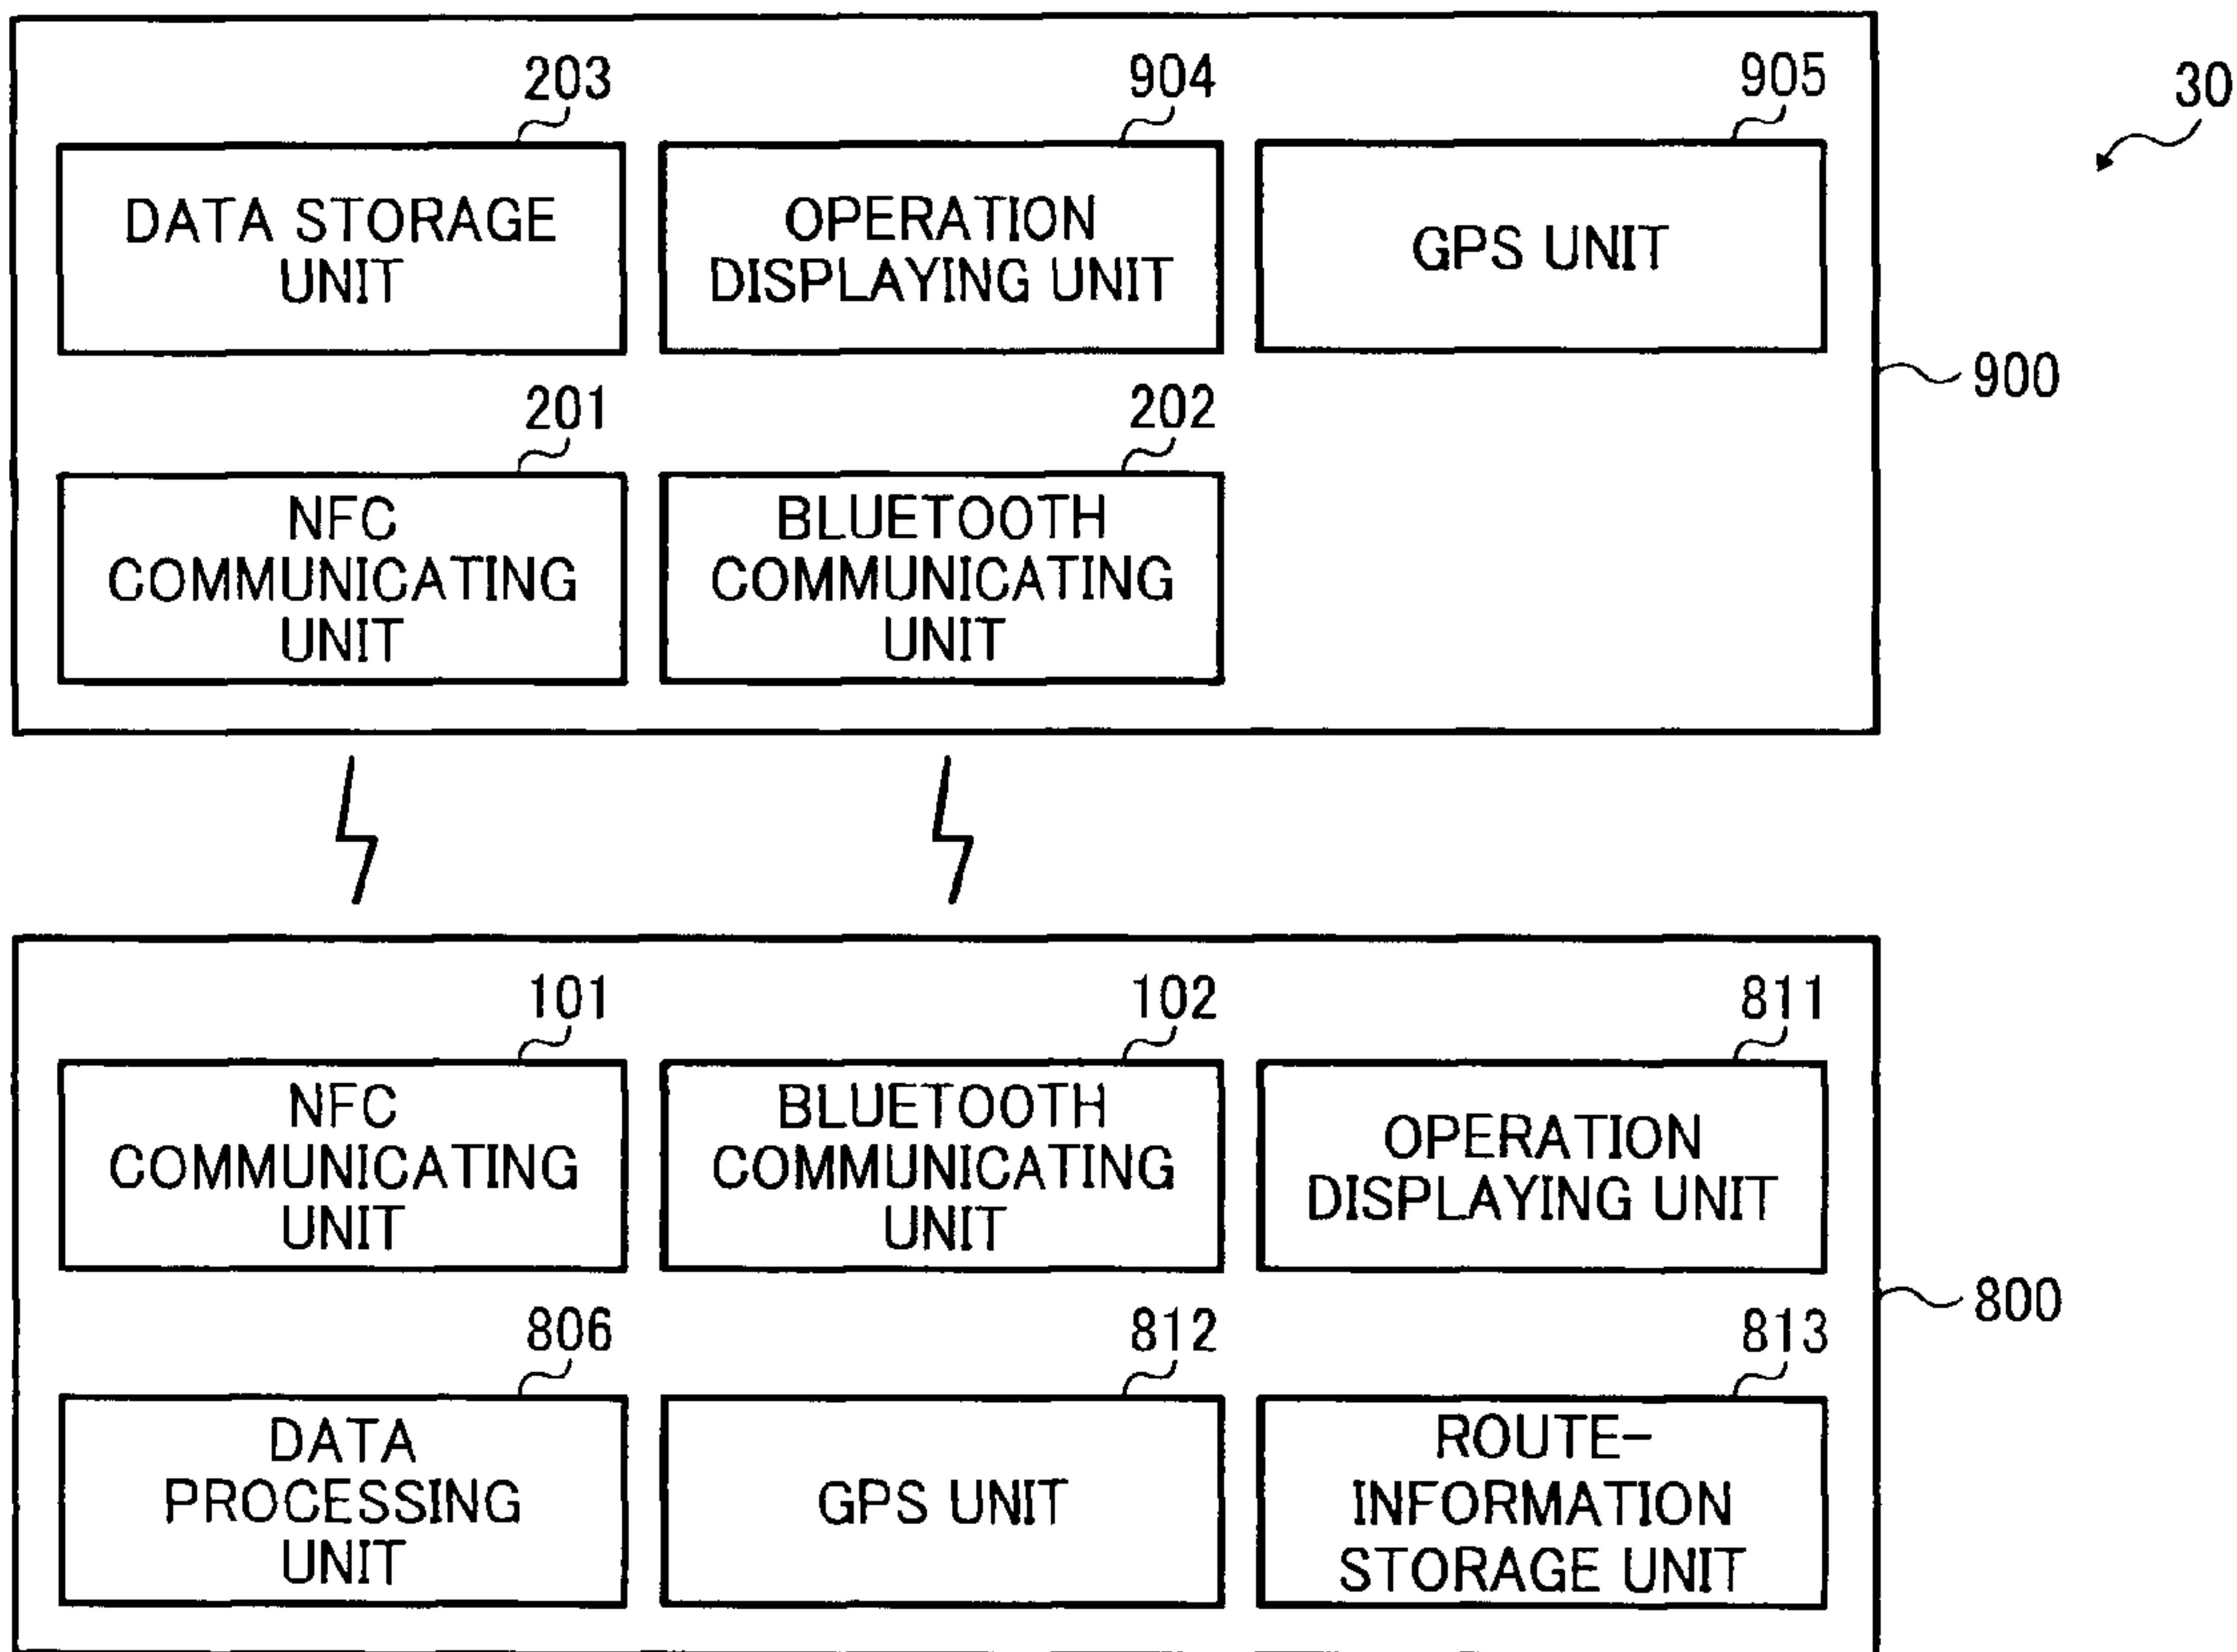 30
203
904
905
DATA STORAGE
UNIT
OPERATION
DISPLAYING UNIT
GPS UNIT
900
201
202
NFC
COMMUNICATING
UNIT
BLUETOOTH
COMMUNICATING
UNIT
101
102
811
NFC
COMMUNICATING
UNIT
BLUETOOTH
COMMUNICATING
UNIT
OPERATION
DISPLAYING UNIT
800
806
812
813
DATA
PROCESSING
UNIT
GPS UNIT
ROUTE-
INFORMATION
STORAGE UNIT